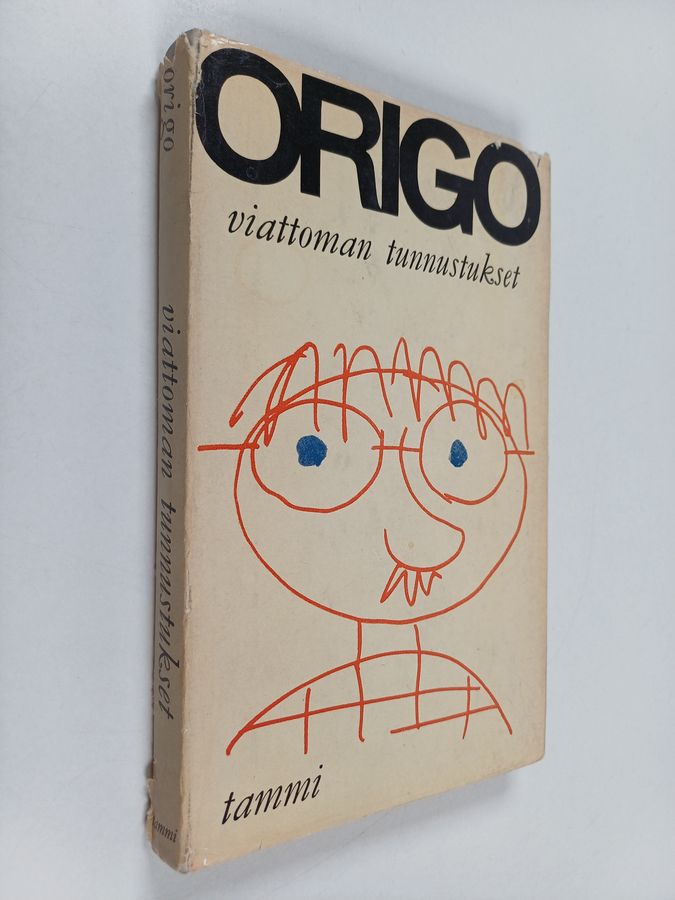 ORIGO
viattoman tunnustukset
tammi
origo
viattoman tunnustukset
tammi